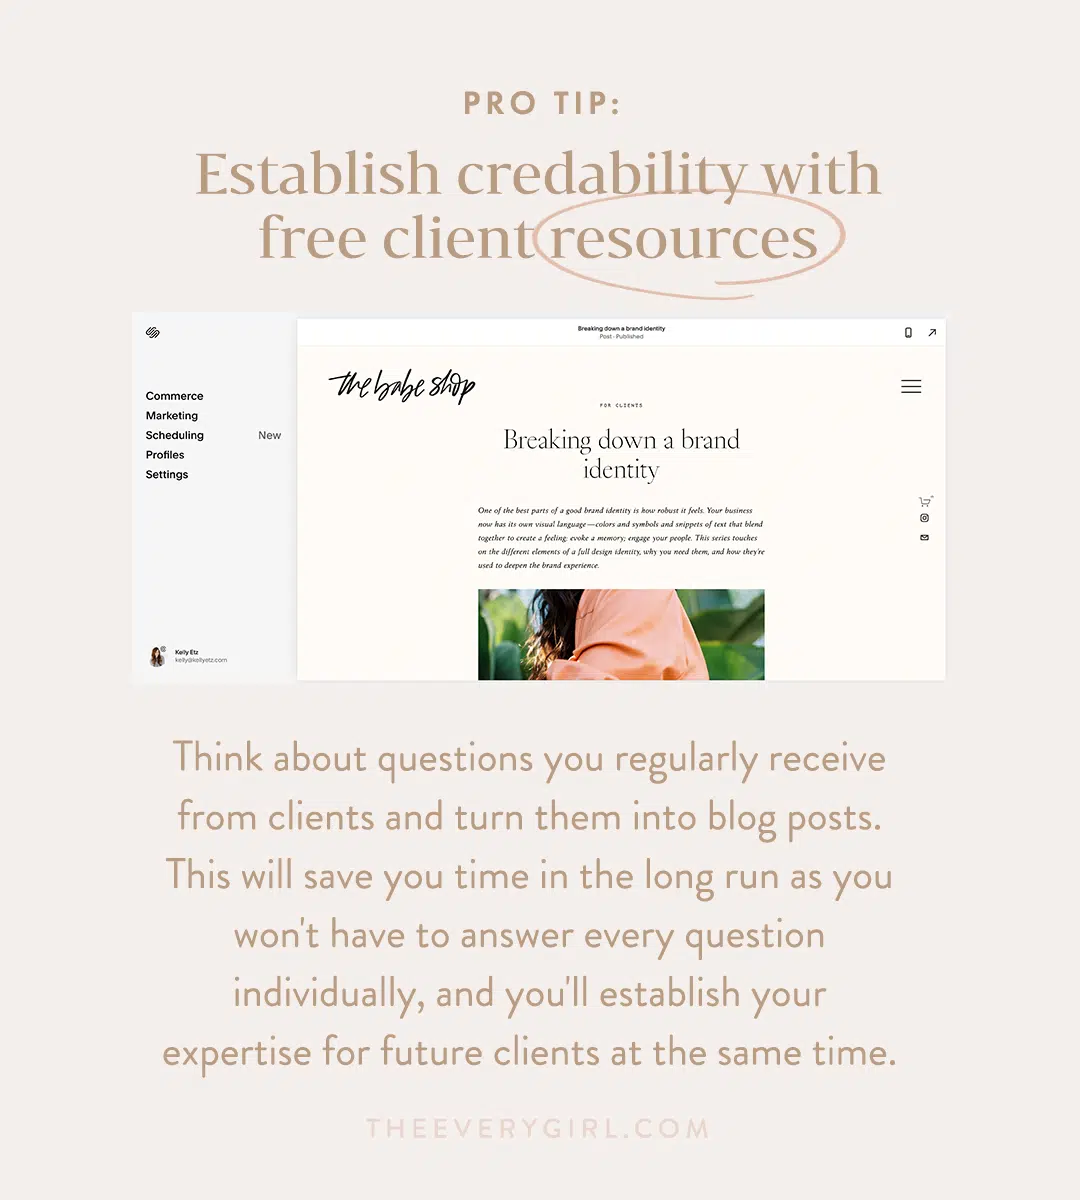 PRO TIP:
Establish credability with
free client resources
Breaking down a brand identity
Post · Published
Commerce
Marketing
Scheduling New
Profiles
Settings
the babe shop
FOR CLIENTS
Breaking down a brand
identity
One of the best parts of a good brand identity is how robust it feels. Your business
now has its own visual language—colors and symbols and snippets of text that blend
together to create a feeling; evoke a memory; engage your people. This series touches
on the different elements of a full design identity, why you need them, and how they're
used to deepen the brand experience.
Kelly Etz
kelly@kellyetz.com
Think about questions you regularly receive
from clients and turn them into blog posts.
This will save you time in the long run as you
won't have to answer every question
individually, and you'll establish your
expertise for future clients at the same time.
THEEVERYGIRL.COM